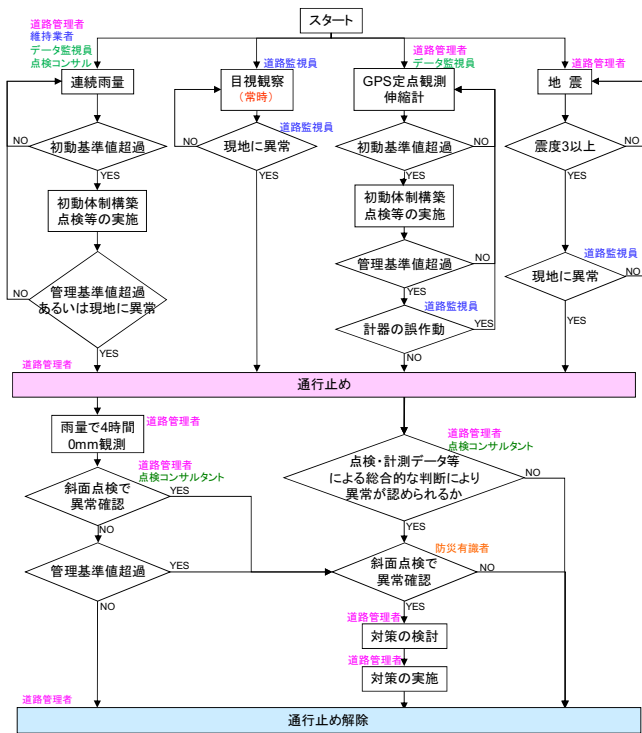 スタート
道路管理者
維持業者
データ監視員
点検コンサル
連続雨量
NO
初動基準値超過
YES
初動体制構築
点検等の実施
管理基準値超過
あるいは現地に異常
NO
YES
道路監視員
目視観察
（常時）
道路監視員
NO
現地に異常
YES
道路管理者
データ監視員
GPS定点観測
伸縮計
初動基準値超過
NO
YES
初動体制構築
点検等の実施
管理基準値超過
NO
YES
道路監視員
計器の誤作動
YES
NO
道路管理者
地 震
震度3以上
NO
YES
道路監視員
現地に異常
NO
YES
道路管理者
通行止め
雨量で4時間
0mm観測
道路管理者
道路管理者
点検コンサルタント
斜面点検で
異常確認
YES
NO
管理基準値超過
YES
NO
道路管理者
点検コンサルタント
点検・計測データ等
による総合的な判断により
異常が認められるか
NO
YES
防災有識者
斜面点検で
異常確認
NO
YES
道路管理者
対策の検討
道路管理者
対策の実施
道路管理者
通行止め解除